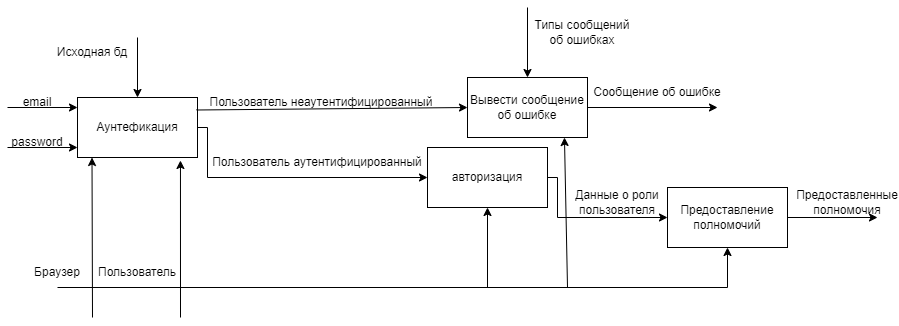 Типы сообщений
об ошибках
Исходная бд
email
Пользователь неаутентифицированный
Вывести сообщение
об ошибке
Сообщение об ошибке
Аунтефикация
password
Пользователь аутентифицированный
авторизация
Данные о роли
пользователя
Предоставление
полномочий
Предоставленные
полномочия
Браузер
Пользователь